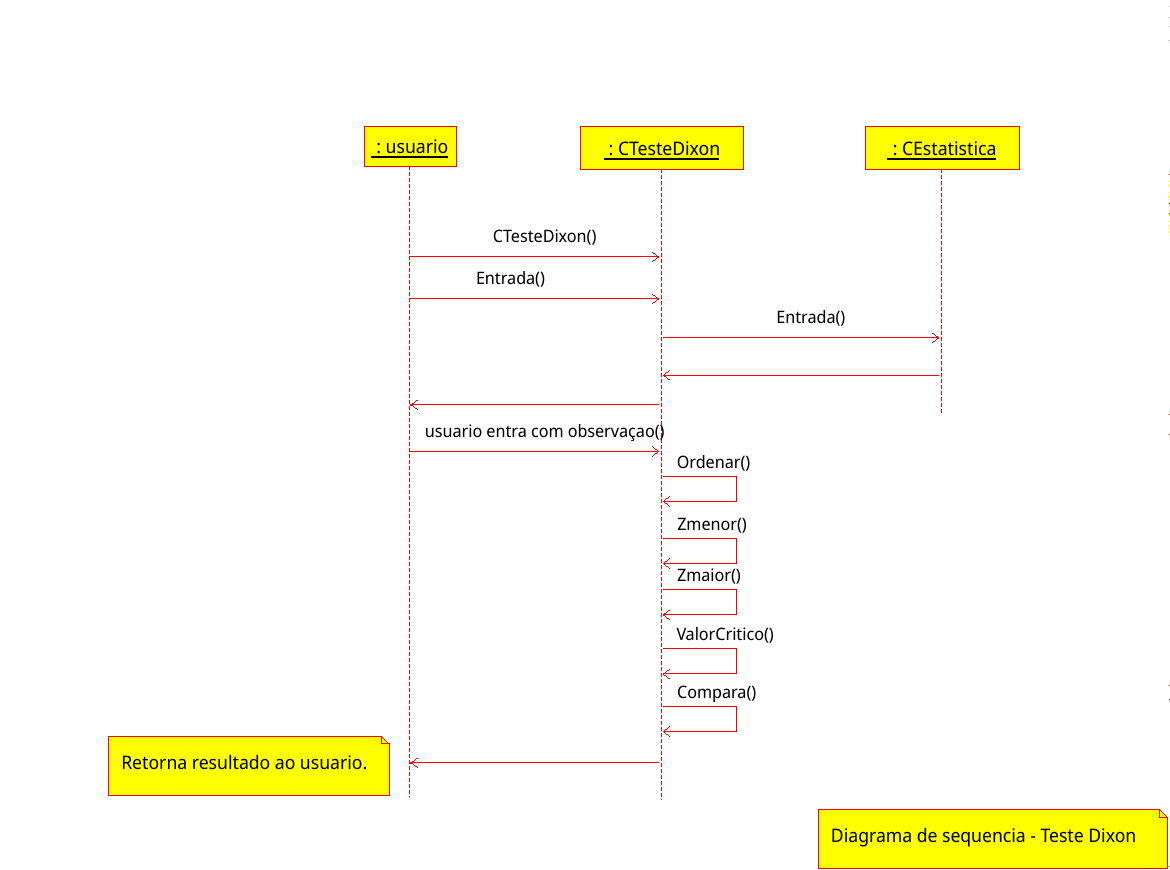 : usuario
: CTesteDixon
: CEstatistica
CTesteDixon()
Entrada()
Entrada()
usuario entra com observaçao()
Ordenar()
Zmenor()
Zmaior()
ValorCritico()
Compara()
Retorna resultado ao usuario.
Diagrama de sequencia - Teste Dixon